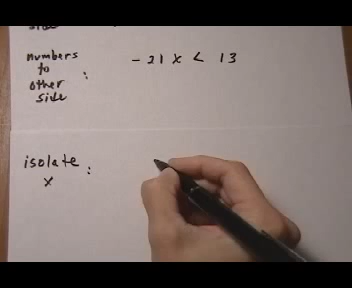 numbers
to
other
side :
- 21 x < 13
isolate
x :